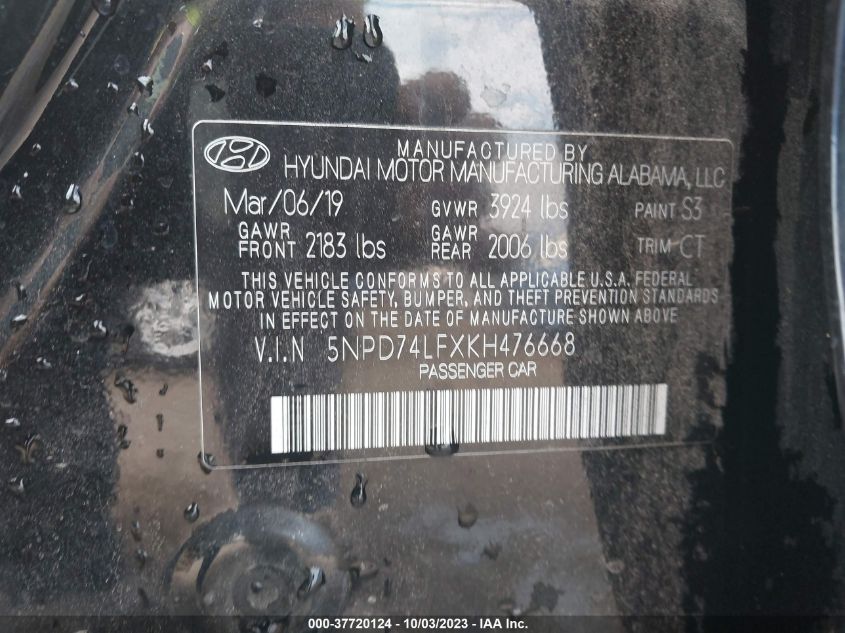 MANUFACTURED BY
HYUNDAI MOTOR MANUFACTURING ALABAMA, LLC
Mar/06/19 GVWR 3924 lbs PAINT S3
GAWR FRONT 2183 lbs GAWR REAR 2006 lbs TRIM CT
THIS VEHICLE CONFORMS TO ALL APPLICABLE U.S.A. FEDERAL
MOTOR VEHICLE SAFETY, BUMPER, AND THEFT PREVENTION STANDARDS
IN EFFECT ON THE DATE OF MANUFACTURE SHOWN ABOVE
V.I.N 5NPD74LFXKH476668
PASSENGER CAR
000-37720124 - 10/03/2023 - IAA Inc.